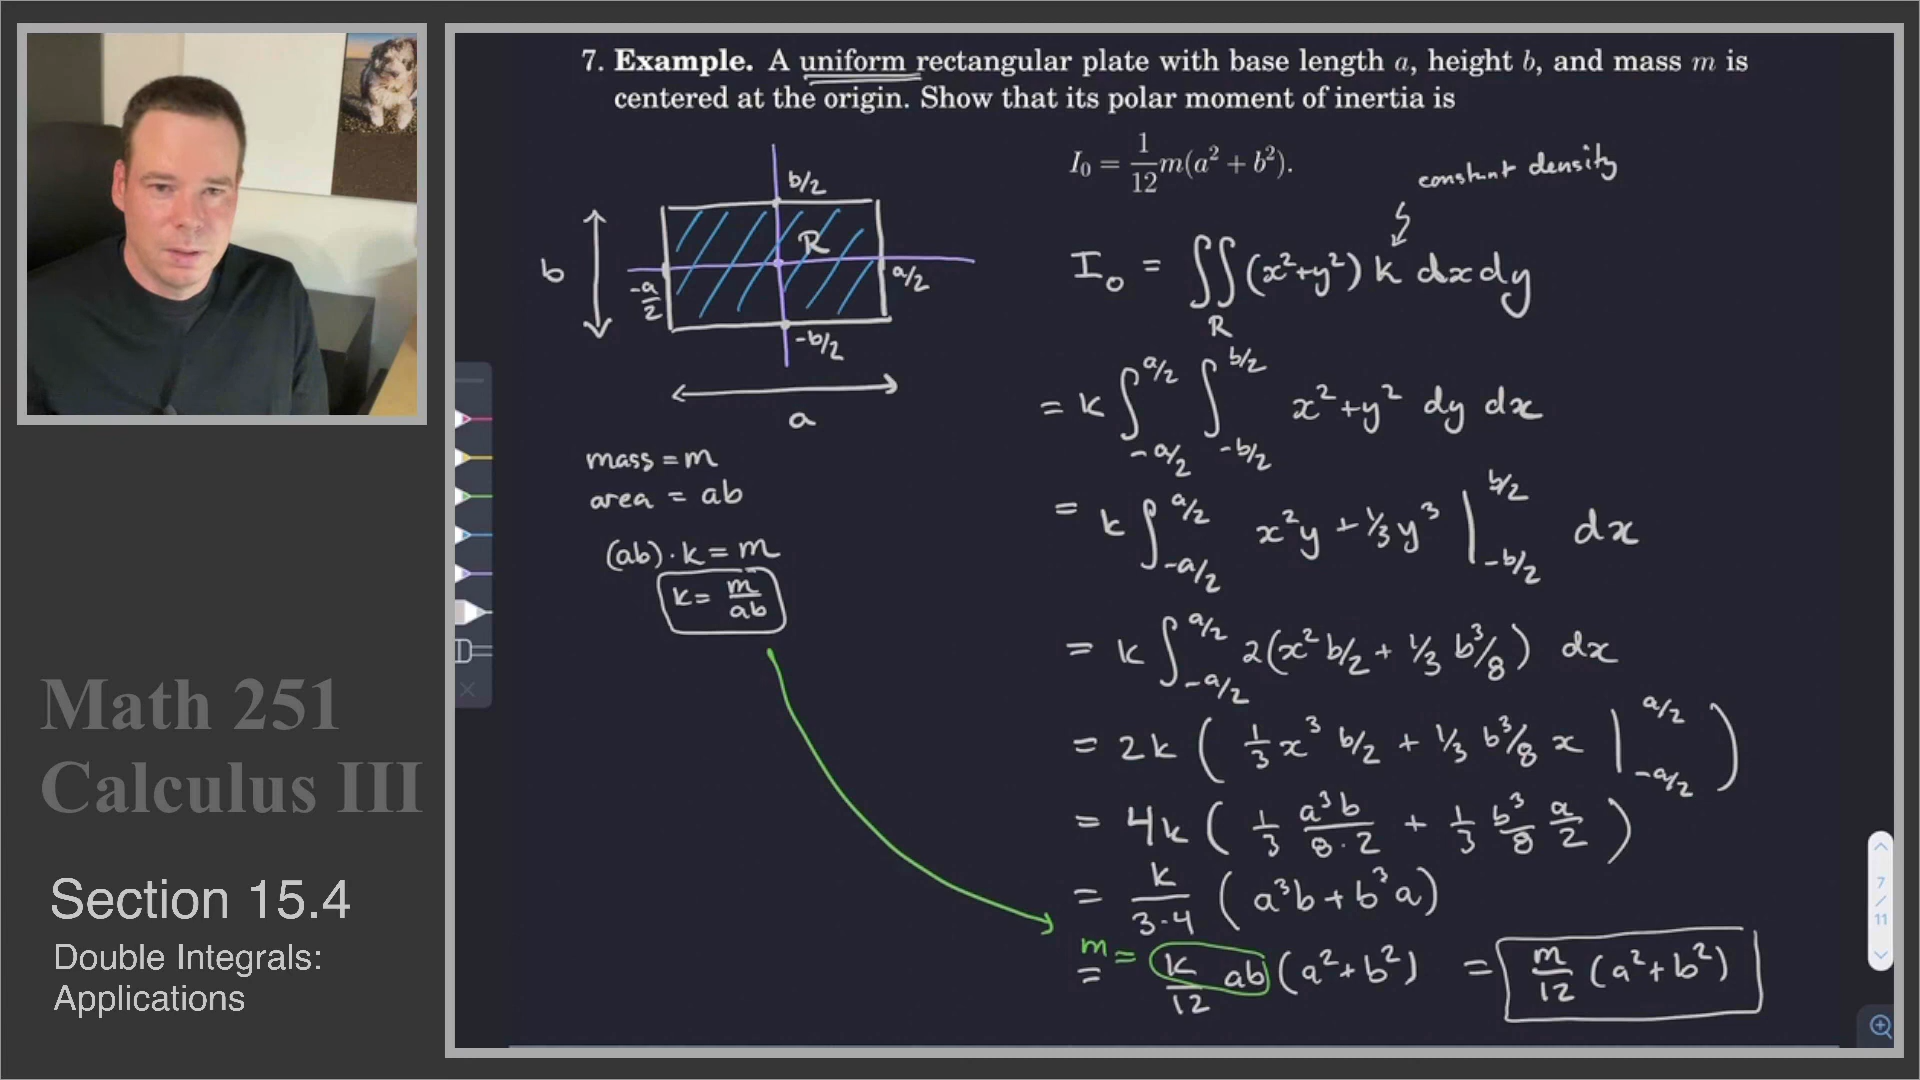 7. Example. A uniform rectangular plate with base length a, height b, and mass m is
centered at the origin. Show that its polar moment of inertia is
I₀ = 1/12 m(a² + b²).
constant density
b/2
R
b
-a/2
a/2
-b/2
a
mass = m
area = ab
(ab) · k = m
k = m/ab
I₀ = ∬_R (x²+y²) k dx dy
= k ∫_{-a/2}^{a/2} ∫_{-b/2}^{b/2} x²+y² dy dx
= k ∫_{-a/2}^{a/2} x²y + ⅓y³ |_{-b/2}^{b/2} dx
= k ∫_{-a/2}^{a/2} 2(x² b/2 + ⅓ b³/8) dx
= 2k ( 1/3 x³ b/2 + ⅓ b³/8 x |_{-a/2}^{a/2} )
= 4k ( 1/3 a³b/(8·2) + 1/3 b³/8 a/2 )
= k/(3·4) ( a³b + b³a )
m =
= k/12 ab (a²+b²) = m/12 (a²+b²)
Math 251
Calculus III
Section 15.4
Double Integrals:
Applications
7
/
11